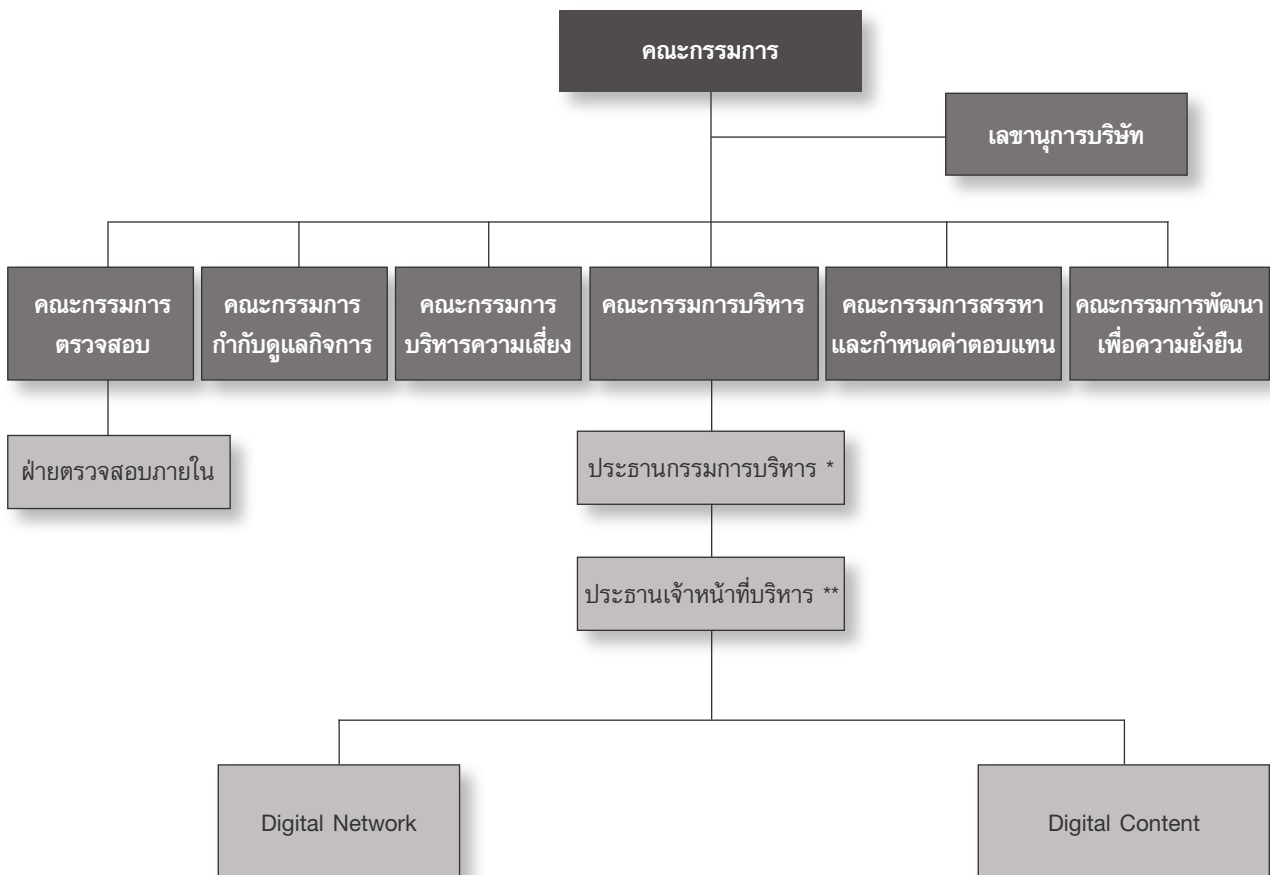 คณะกรรมการ
เลขานุการบริษัท
คณะกรรมการ
ตรวจสอบ
คณะกรรมการ
กำกับดูแลกิจการ
คณะกรรมการ
บริหารความเสี่ยง
คณะกรรมการบริหาร
คณะกรรมการสรรหา
และกำหนดค่าตอบแทน
คณะกรรมการพัฒนา
เพื่อความยั่งยืน
ฝ่ายตรวจสอบภายใน
ประธานกรรมการบริหาร *
ประธานเจ้าหน้าที่บริหาร **
Digital Network
Digital Content